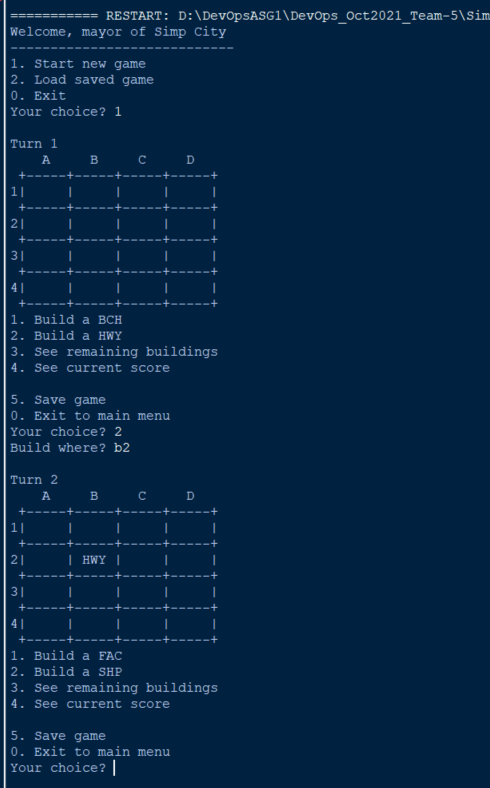 =========== RESTART: D:\DevOpsASG1\DevOps_Oct2021_Team-5\Sim
Welcome, mayor of Simp City
----------------------------
1. Start new game
2. Load saved game
0. Exit
Your choice? 1

Turn 1
    A     B     C     D
 +-----+-----+-----+-----+
1|     |     |     |     |
 +-----+-----+-----+-----+
2|     |     |     |     |
 +-----+-----+-----+-----+
3|     |     |     |     |
 +-----+-----+-----+-----+
4|     |     |     |     |
 +-----+-----+-----+-----+
1. Build a BCH
2. Build a HWY
3. See remaining buildings
4. See current score

5. Save game
0. Exit to main menu
Your choice? 2
Build where? b2

Turn 2
    A     B     C     D
 +-----+-----+-----+-----+
1|     |     |     |     |
 +-----+-----+-----+-----+
2|     | HWY |     |     |
 +-----+-----+-----+-----+
3|     |     |     |     |
 +-----+-----+-----+-----+
4|     |     |     |     |
 +-----+-----+-----+-----+
1. Build a FAC
2. Build a SHP
3. See remaining buildings
4. See current score

5. Save game
0. Exit to main menu
Your choice?